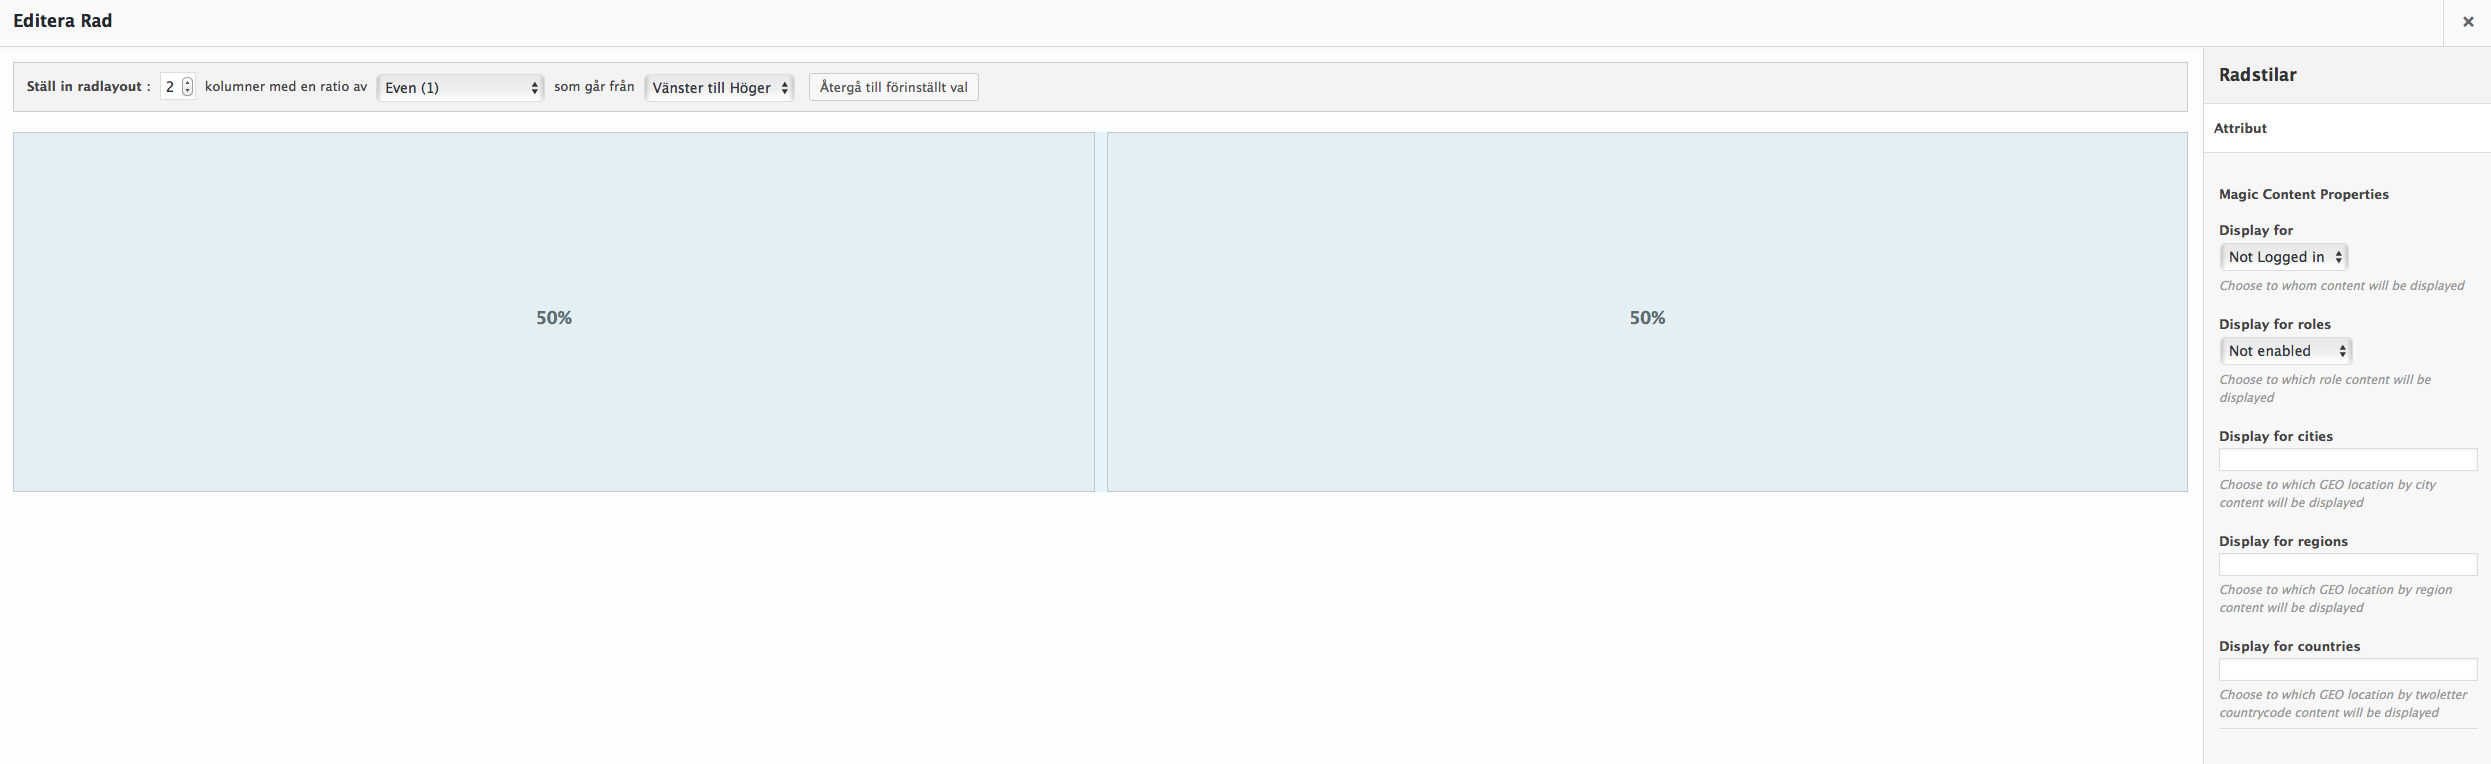 Editera Rad
×
Ställ in radlayout : 2 kolumner med en ratio av Even (1) som går från Vänster till Höger Återgå till förinställt val
50%
50%
Radstilar
Attribut
Magic Content Properties
Display for
Not Logged in
Choose to whom content will be displayed
Display for roles
Not enabled
Choose to which role content will be
displayed
Display for cities
Choose to which GEO location by city
content will be displayed
Display for regions
Choose to which GEO location by region
content will be displayed
Display for countries
Choose to which GEO location by twoletter
countrycode content will be displayed